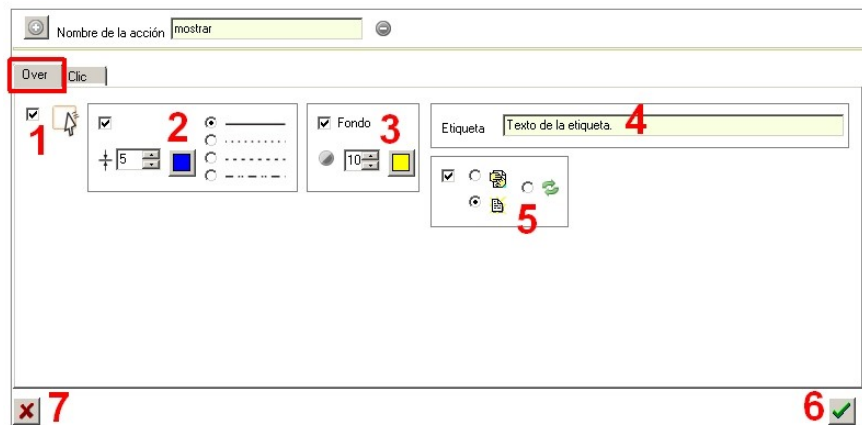 Nombre de la acción mostrar
Over Clic
1
2
5
Fondo 3
10
Etiqueta Texto de la etiqueta. 4
5
7
6